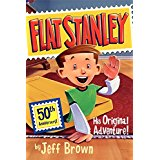 FLAT STANLEY
50th
Anniversary!
His Original
Adventure!
by Jeff Brown